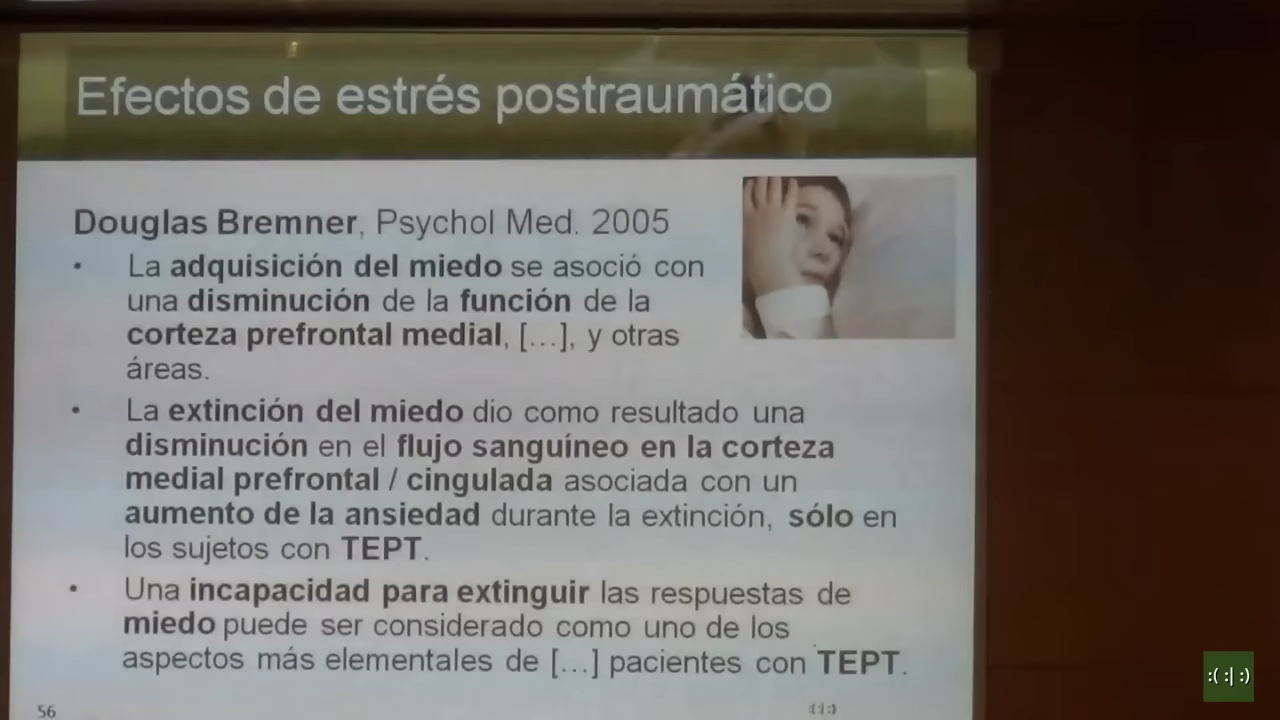 Efectos de estrés postraumático
Douglas Bremner, Psychol Med. 2005
• La adquisición del miedo se asoció con
una disminución de la función de la
corteza prefrontal medial, [...], y otras
áreas.
• La extinción del miedo dio como resultado una
disminución en el flujo sanguíneo en la corteza
medial prefrontal / cingulada asociada con un
aumento de la ansiedad durante la extinción, sólo en
los sujetos con TEPT.
• Una incapacidad para extinguir las respuestas de
miedo puede ser considerado como uno de los
aspectos más elementales de [...] pacientes con TEPT.
56
:( :| :)
:( :| :)